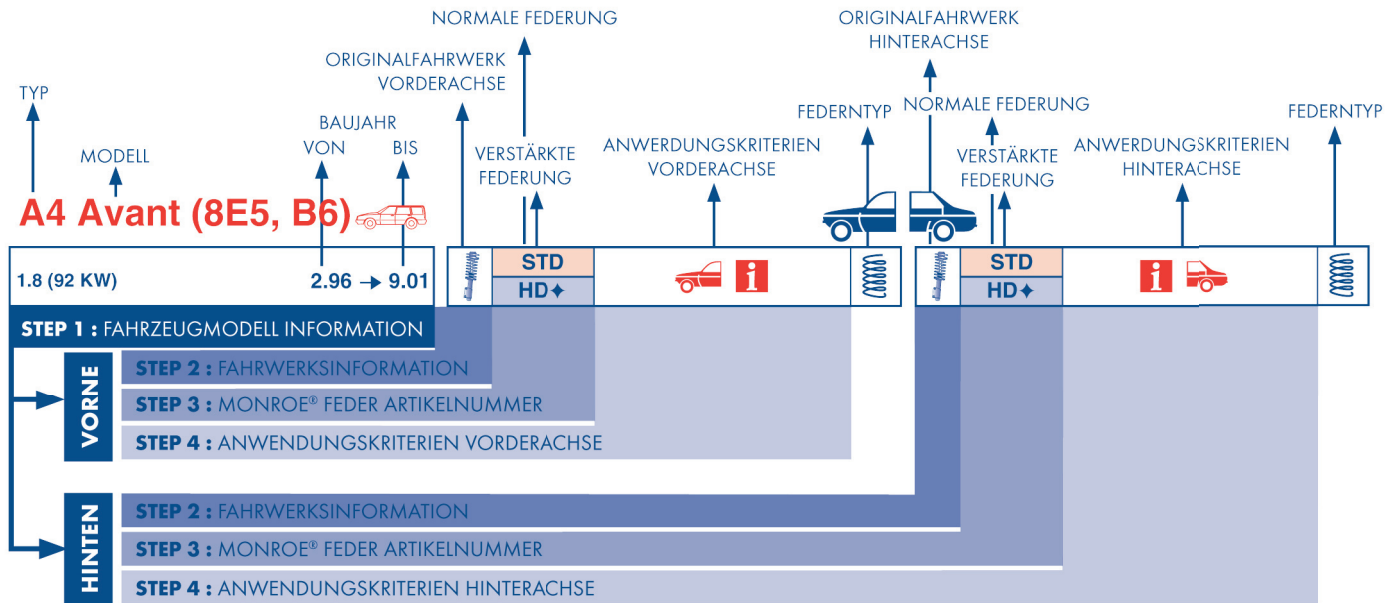 NORMALE FEDERUNG
ORIGINALFAHRWERK
HINTERACHSE
ORIGINALFAHRWERK
VORDERACHSE
TYP
BAUJAHR
VON BIS
MODELL
VERSTÄRKTE
FEDERUNG
ANWERDUNGSKRITERIEN
VORDERACHSE
FEDERNTYP
NORMALE FEDERUNG
VERSTÄRKTE
FEDERUNG
ANWERDUNGSKRITERIEN
HINTERACHSE
FEDERNTYP
A4 Avant (8E5, B6)
1.8 (92 KW) 2.96 → 9.01
STD
HD✦
i
STD
HD✦
i
STEP 1 : FAHRZEUGMODELL INFORMATION
VORNE
STEP 2 : FAHRWERKSINFORMATION
STEP 3 : MONROE® FEDER ARTIKELNUMMER
STEP 4 : ANWENDUNGSKRITERIEN VORDERACHSE
HINTEN
STEP 2 : FAHRWERKSINFORMATION
STEP 3 : MONROE® FEDER ARTIKELNUMMER
STEP 4 : ANWENDUNGSKRITERIEN HINTERACHSE